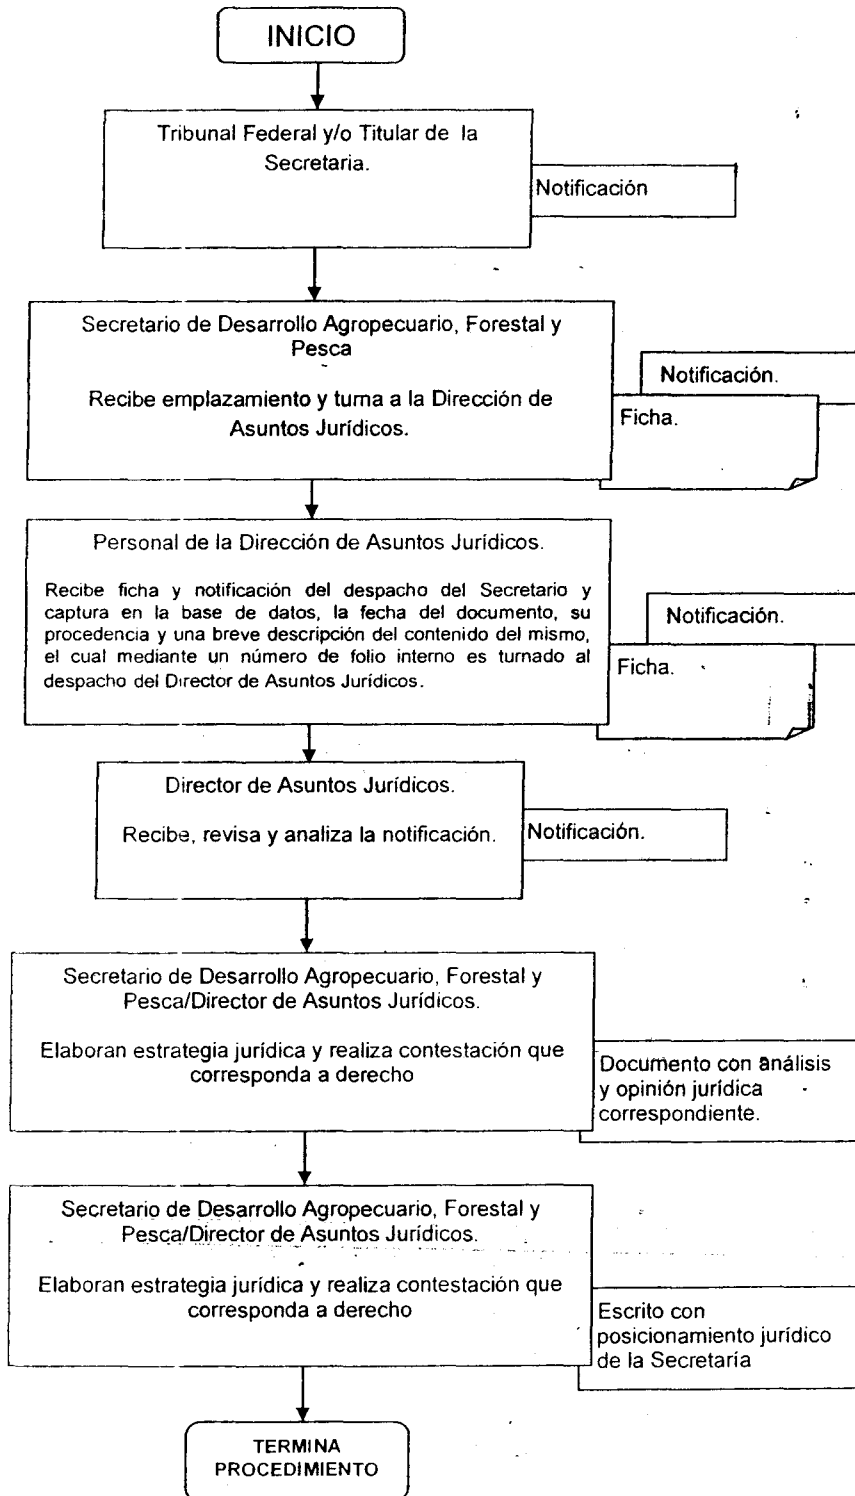 INICIO
Tribunal Federal y/o Titular de la
Secretaria.
Notificación
Secretario de Desarrollo Agropecuario, Forestal y
Pesca
Recibe emplazamiento y turna a la Dirección de
Asuntos Jurídicos.
Notificación.
Ficha.
Personal de la Dirección de Asuntos Jurídicos.
Recibe ficha y notificación del despacho del Secretario y
captura en la base de datos, la fecha del documento, su
procedencia y una breve descripción del contenido del mismo,
el cual mediante un número de folio interno es turnado al
despacho del Director de Asuntos Jurídicos.
Notificación.
Ficha.
Director de Asuntos Jurídicos.
Recibe, revisa y analiza la notificación.
Notificación.
Secretario de Desarrollo Agropecuario, Forestal y
Pesca/Director de Asuntos Jurídicos.
Elaboran estrategia jurídica y realiza contestación que
corresponda a derecho
Documento con análisis
y opinión jurídica
correspondiente.
Secretario de Desarrollo Agropecuario, Forestal y
Pesca/Director de Asuntos Jurídicos.
Elaboran estrategia jurídica y realiza contestación que
corresponda a derecho
Escrito con
posicionamiento jurídico
de la Secretaría
TERMINA
PROCEDIMIENTO